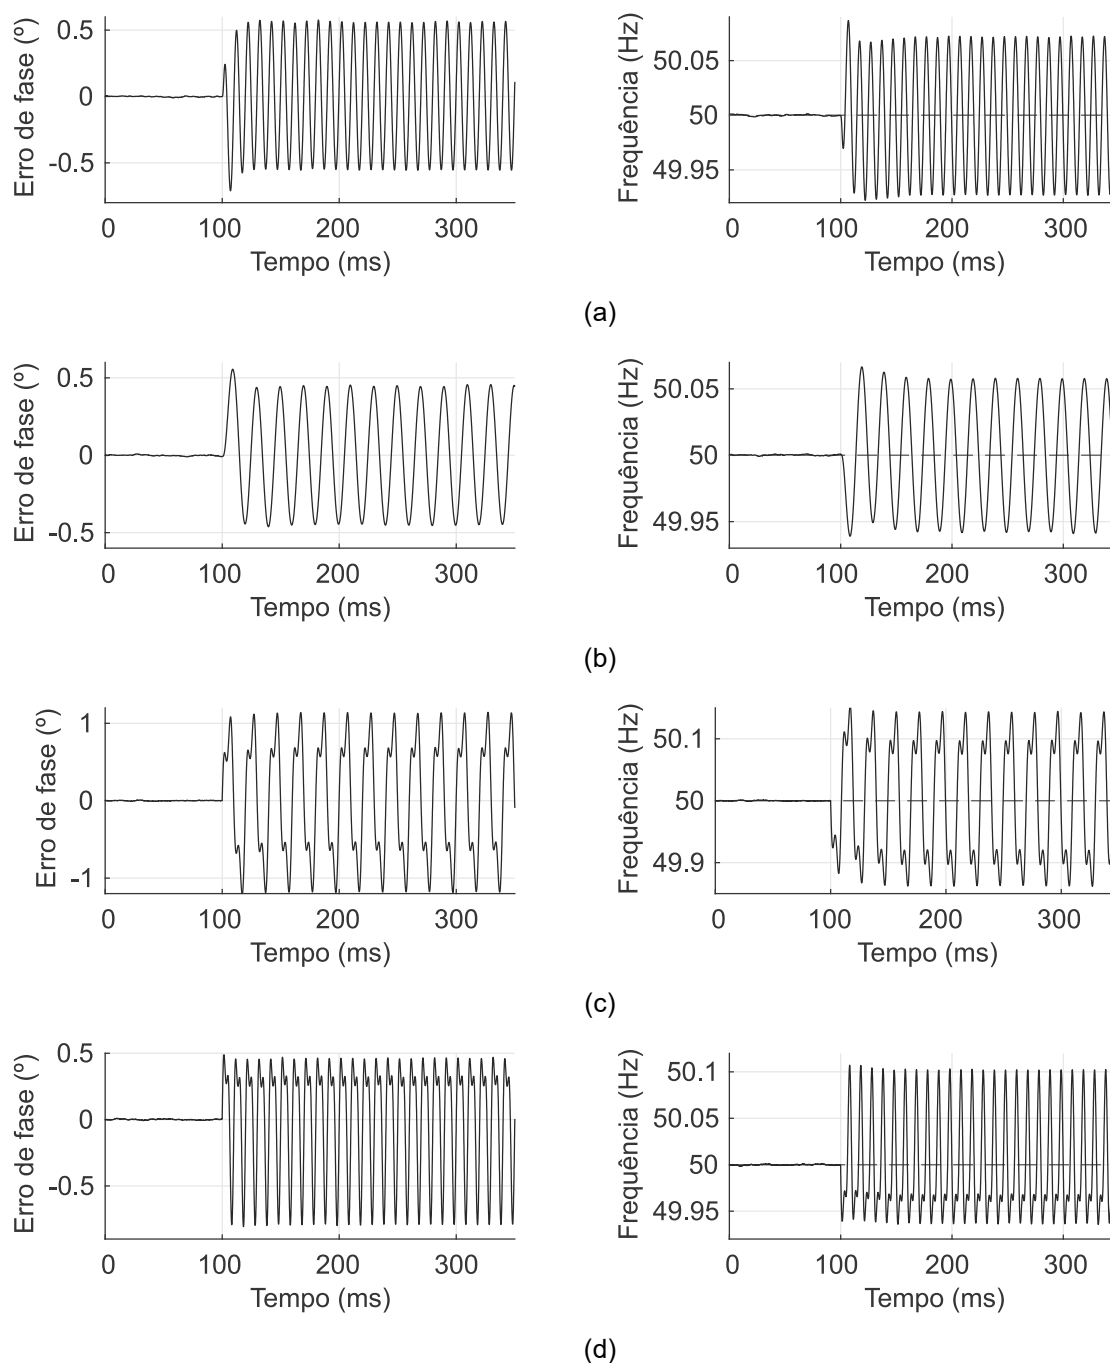 0.5
0
-0.5
Erro de fase (º)
0 100 200 300
Tempo (ms)
50.05
50
49.95
Frequência (Hz)
0 100 200 300
Tempo (ms)
(a)
0.5
0
-0.5
Erro de fase (º)
0 100 200 300
Tempo (ms)
50.05
50
49.95
Frequência (Hz)
0 100 200 300
Tempo (ms)
(b)
1
0
-1
Erro de fase (º)
0 100 200 300
Tempo (ms)
50.1
50
49.9
Frequência (Hz)
0 100 200 300
Tempo (ms)
(c)
0.5
0
-0.5
Erro de fase (º)
0 100 200 300
Tempo (ms)
50.1
50.05
50
49.95
Frequência (Hz)
0 100 200 300
Tempo (ms)
(d)